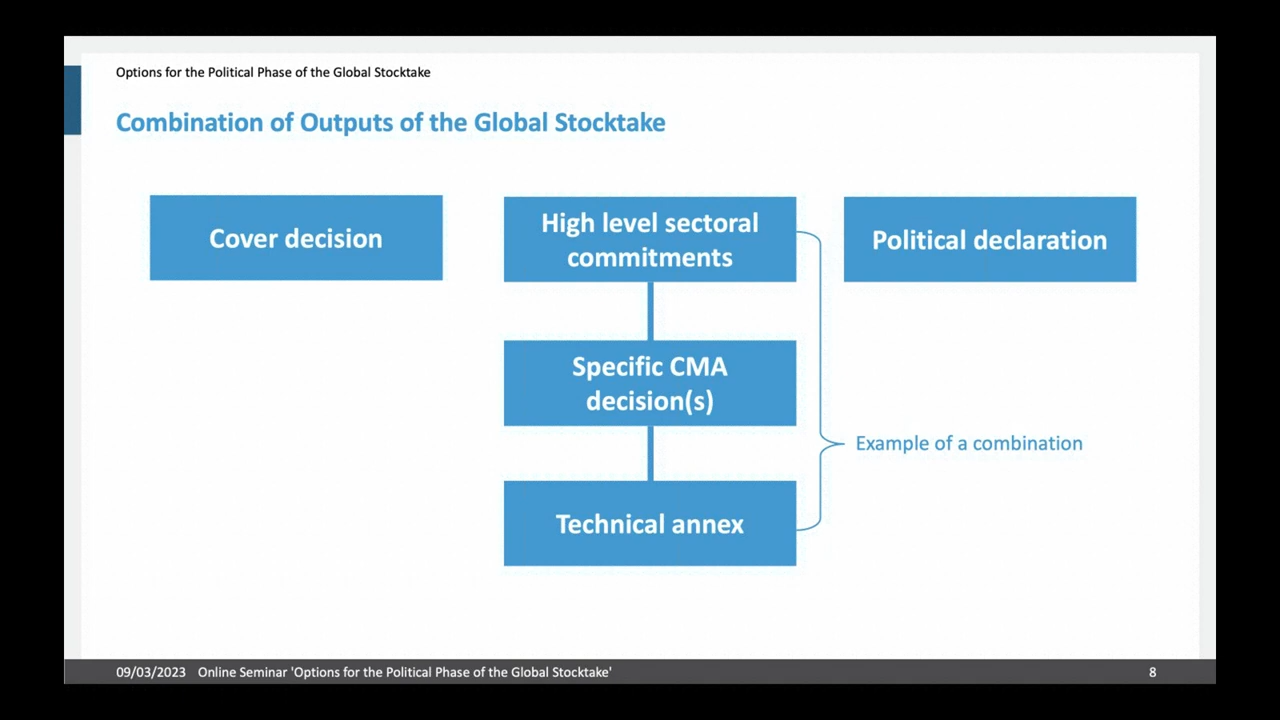 Options for the Political Phase of the Global Stocktake
Combination of Outputs of the Global Stocktake
Cover decision
High level sectoral
commitments
Political declaration
Specific CMA
decision(s)
Example of a combination
Technical annex
09/03/2023 Online Seminar 'Options for the Political Phase of the Global Stocktake' 8